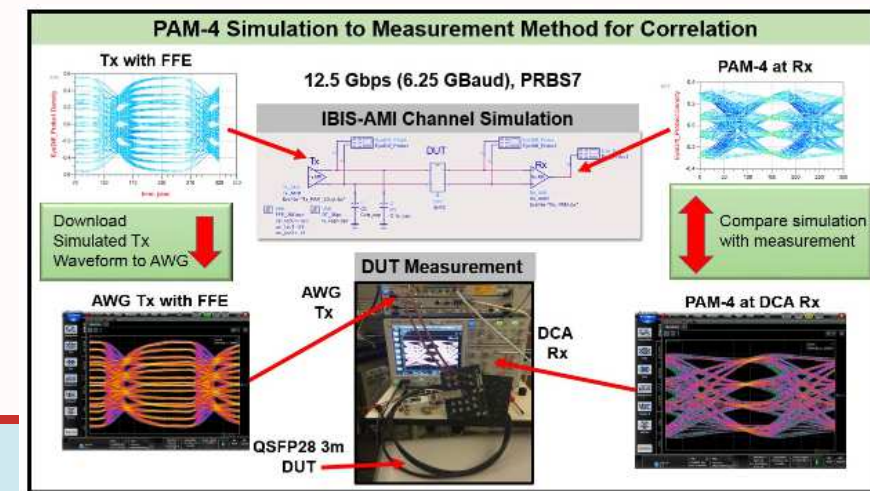 PAM-4 Simulation to Measurement Method for Correlation
Tx with FFE
12.5 Gbps (6.25 GBaud), PRBS7
PAM-4 at Rx
IBIS-AMI Channel Simulation
Tx
DUT
Rx
Download
Simulated Tx
Waveform to AWG
Compare simulation
with measurement
DUT Measurement
AWG Tx with FFE
AWG
Tx
DCA
Rx
PAM-4 at DCA Rx
QSFP28 3m
DUT